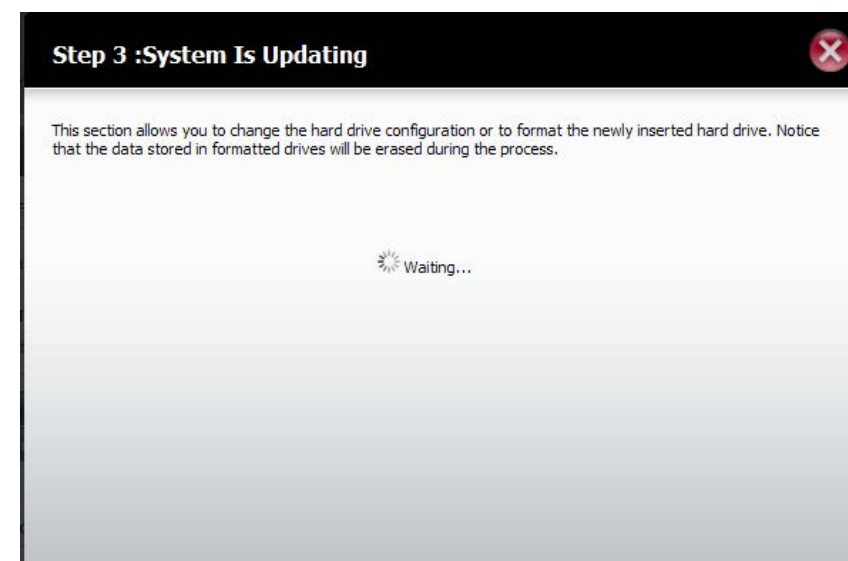 Step 3 :System Is Updating
This section allows you to change the hard drive configuration or to format the newly inserted hard drive. Notice
that the data stored in formatted drives will be erased during the process.
Waiting...